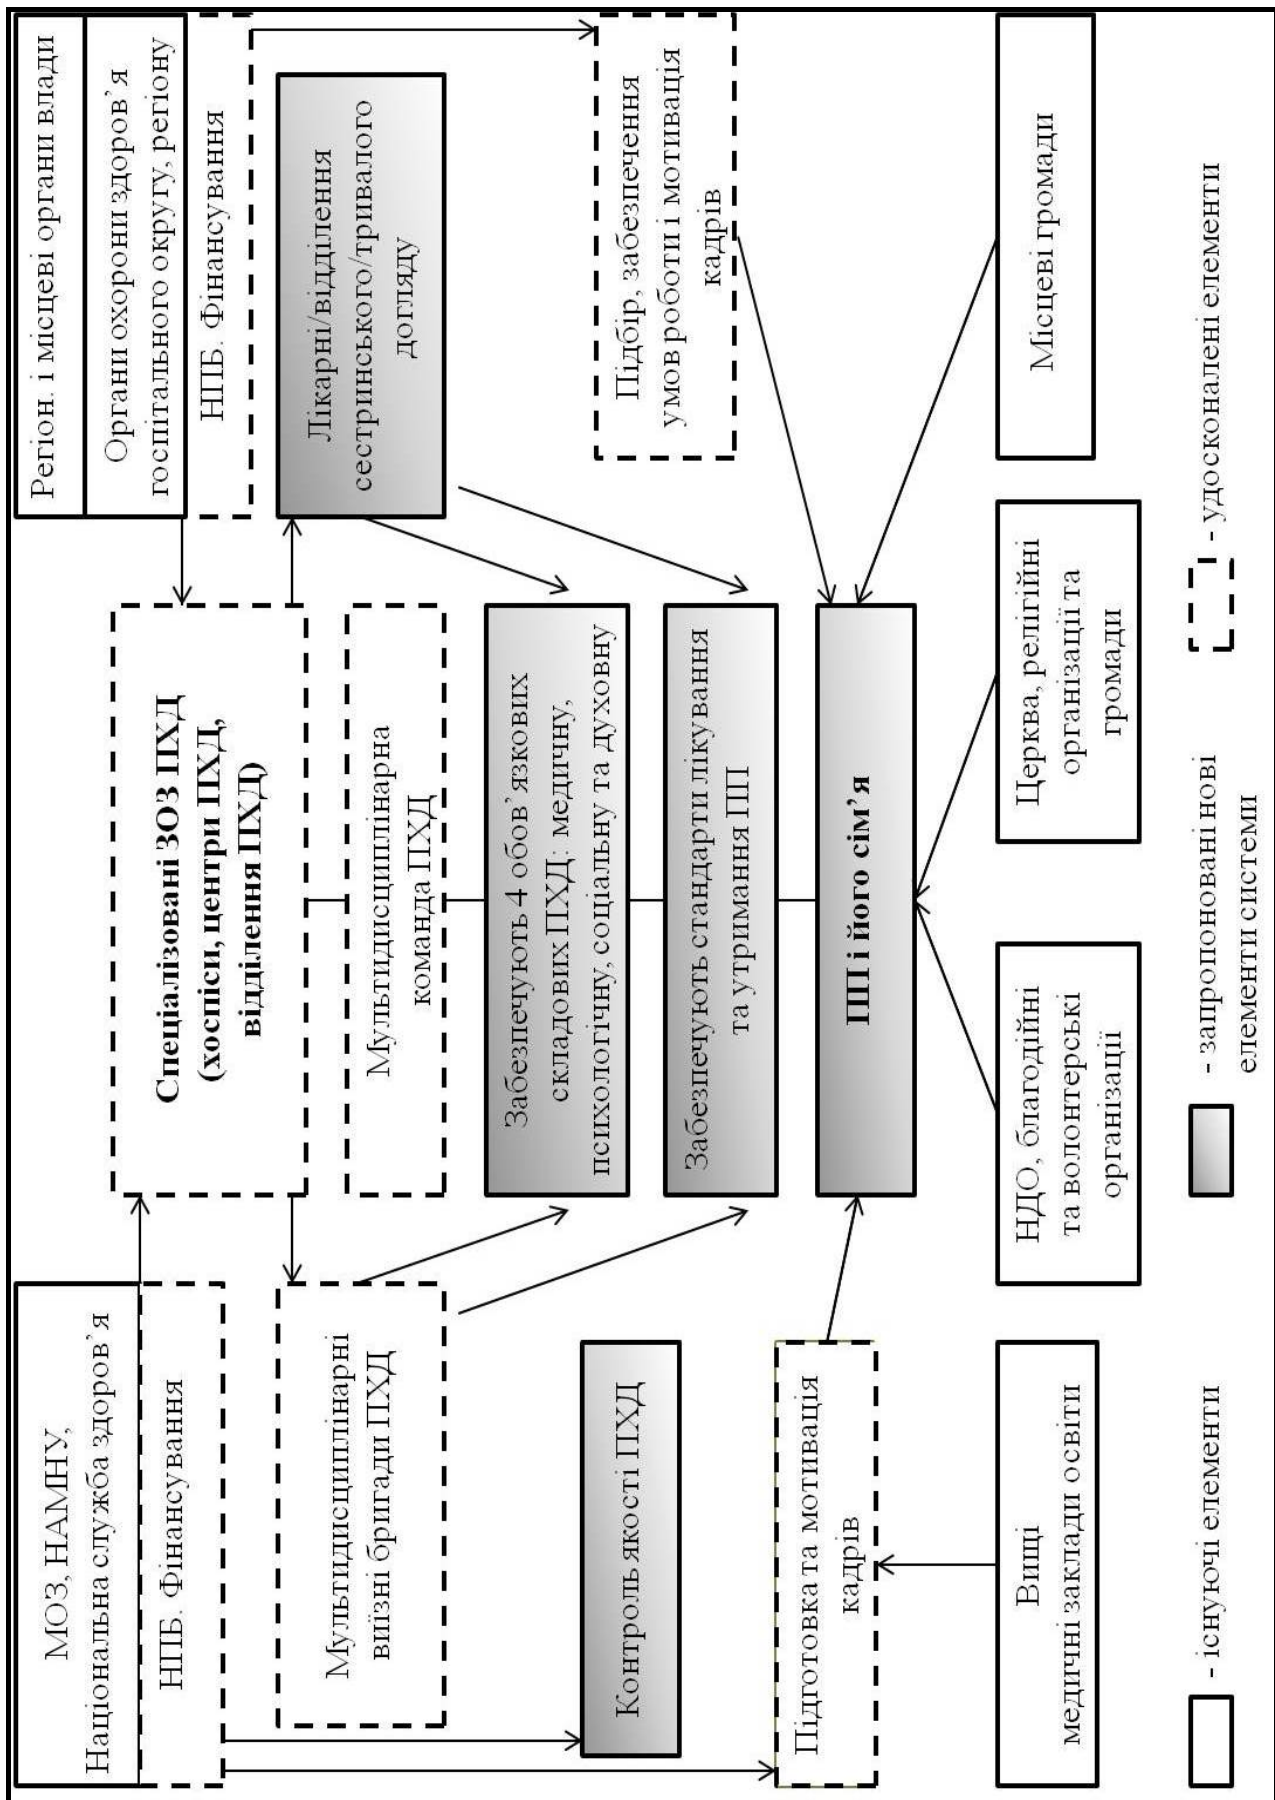 МОЗ, НАМНУ,
Національна служба здоров’я
НПБ. Фінансування
Спеціалізовані ЗОЗ ПХД
(хоспіси, центри ПХД,
відділення ПХД)
Регіон. і місцеві органи влади
Органи охорони здоров’я
госпітального округу, регіону
НПБ. Фінансування
Мультидисциплінарні
виїзні бригади ПХД
Мультидисциплінарна
команда ПХД
Лікарні/відділення
сестринського/тривалого
догляду
Забезпечують 4 обов’язкових
складових ПХД: медичну,
психологічну, соціальну та духовну
Контроль якості ПХД
Забезпечують стандарти лікування
та утримання ПП
Підбір, забезпечення
умов роботи і мотивація
кадрів
Підготовка та мотивація
кадрів
ПП і його сім’я
Вищі
медичні заклади освіти
НДО, благодійні
та волонтерські
організації
Церква, релігійні
організації та
громади
Місцеві громади
- існуючі елементи
- запропоновані нові
елементи системи
- удосконалені елементи